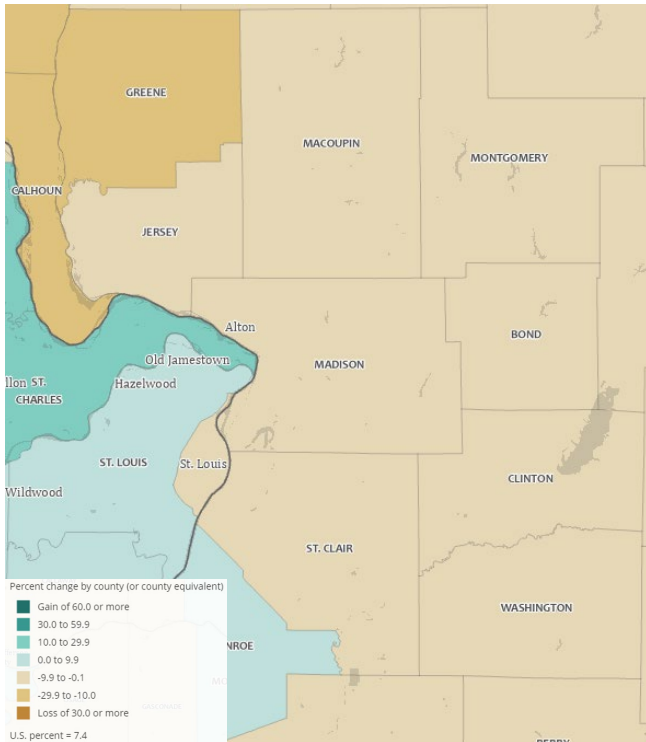 GREENE
MACOUPIN
MONTGOMERY
CALHOUN
JERSEY
Alton
BOND
Old Jamestown
MADISON
llon ST.
CHARLES
Hazelwood
ST. LOUIS
St. Louis
CLINTON
Wildwood
ST. CLAIR
WASHINGTON
NROE
PERRY
Percent change by county (or county equivalent)
Gain of 60.0 or more
30.0 to 59.9
10.0 to 29.9
0.0 to 9.9
-9.9 to -0.1
-29.9 to -10.0
Loss of 30.0 or more
U.S. percent = 7.4